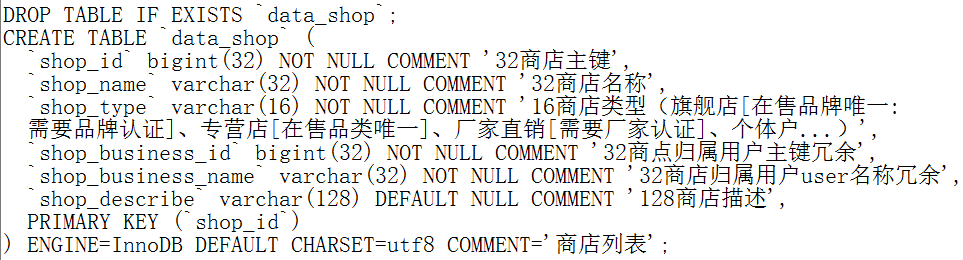 DROP TABLE IF EXISTS `data_shop`;
CREATE TABLE `data_shop` (
`shop_id` bigint(32) NOT NULL COMMENT '32商店主键',
`shop_name` varchar(32) NOT NULL COMMENT '32商店名称',
`shop_type` varchar(16) NOT NULL COMMENT '16商店类型（旗舰店[在售品牌唯一:
需要品牌认证]、专营店[在售品类唯一]、厂家直销[需要厂家认证]、个体户...）',
`shop_business_id` bigint(32) NOT NULL COMMENT '32商点归属用户主键冗余',
`shop_business_name` varchar(32) NOT NULL COMMENT '32商店归属用户user名称冗余',
`shop_describe` varchar(128) DEFAULT NULL COMMENT '128商店描述',
PRIMARY KEY (`shop_id`)
) ENGINE=InnoDB DEFAULT CHARSET=utf8 COMMENT='商店列表';